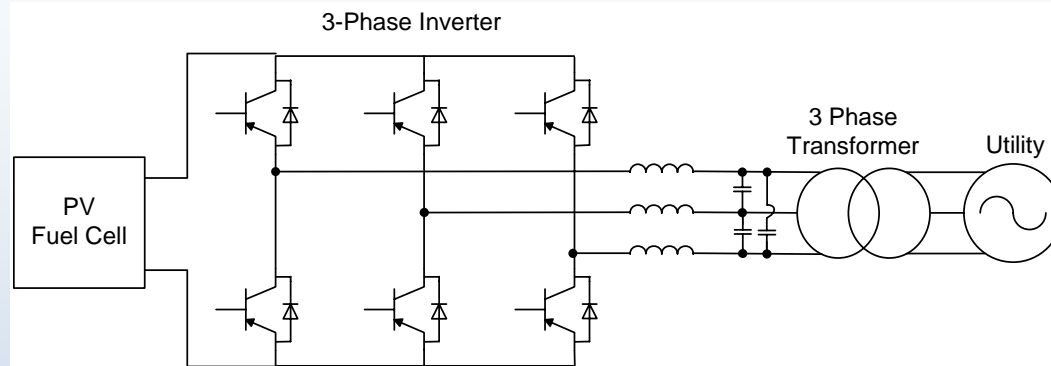 3-Phase Inverter
PV
Fuel Cell
3 Phase
Transformer
Utility